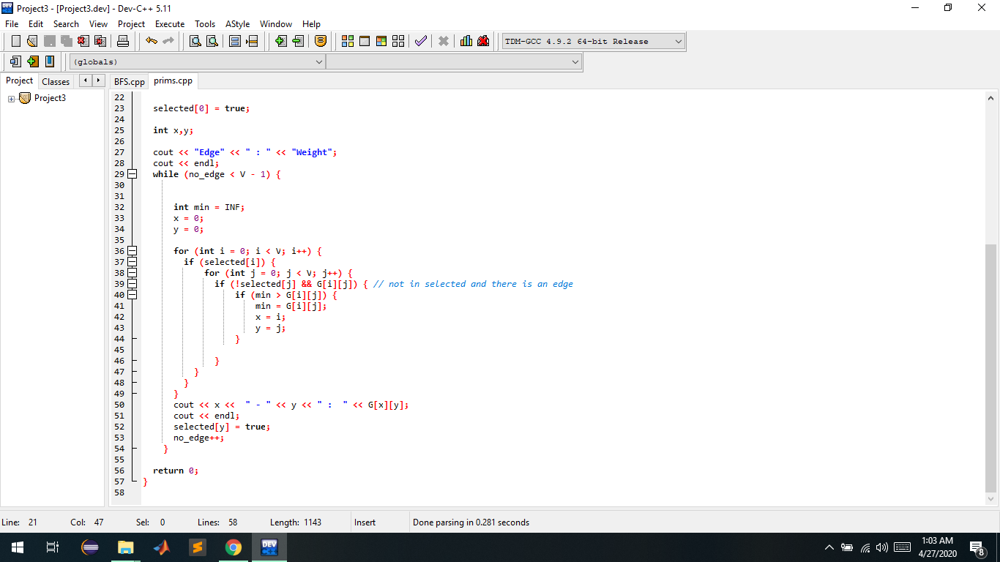 Project3 - [Project3.dev] - Dev-C++ 5.11
File Edit Search View Project Execute Tools AStyle Window Help
TDM-GCC 4.9.2 64-bit Release
(globals)
Project Classes BFS.cpp prims.cpp
Project3
22
23 selected[0] = true;
24
25 int x,y;
26
27 cout << "Edge" << " : " << "Weight";
28 cout << endl;
29 while (no_edge < V - 1) {
30
31
32 int min = INF;
33 x = 0;
34 y = 0;
35
36 for (int i = 0; i < V; i++) {
37 if (selected[i]) {
38 for (int j = 0; j < V; j++) {
39 if (!selected[j] && G[i][j]) { // not in selected and there is an edge
40 if (min > G[i][j]) {
41 min = G[i][j];
42 x = i;
43 y = j;
44 }
45
46 }
47 }
48 }
49 }
50 cout << x << " - " << y << " :  " << G[x][y];
51 cout << endl;
52 selected[y] = true;
53 no_edge++;
54 }
55
56 return 0;
57 }
58
Line: 21 Col: 47 Sel: 0 Lines: 58 Length: 1143 Insert Done parsing in 0.281 seconds
DEV
1:03 AM
4/27/2020
8